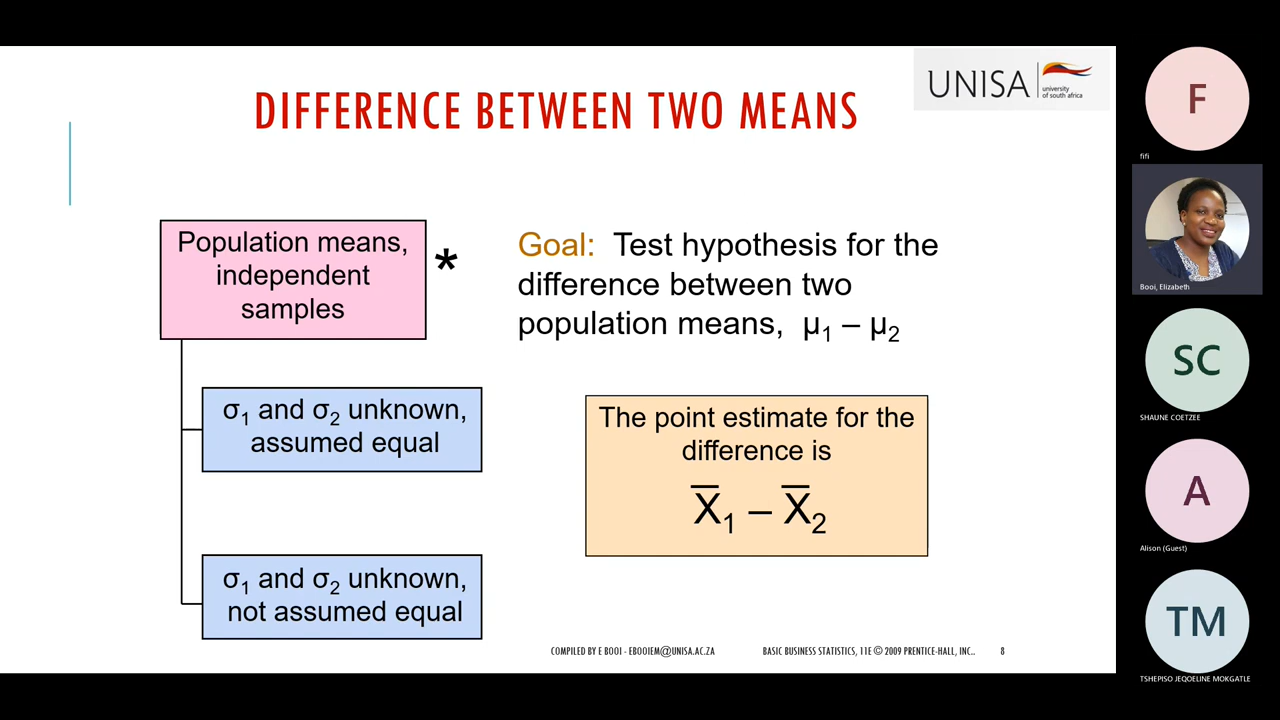 UNISA
university
of south africa
DIFFERENCE BETWEEN TWO MEANS
Population means,
independent
samples
*
Goal: Test hypothesis for the
difference between two
population means, μ1 – μ2
σ1 and σ2 unknown,
assumed equal
The point estimate for the
difference is
X̅1 – X̅2
σ1 and σ2 unknown,
not assumed equal
COMPILED BY E BOOI - EBOOIEM@UNISA.AC.ZA
BASIC BUSINESS STATISTICS, 11E © 2009 PRENTICE-HALL, INC..
8
F
fifi
Booi, Elizabeth
SC
SHAUNE COETZEE
A
Alison (Guest)
TM
TSHEPISO JEQOELINE MOKGATLE